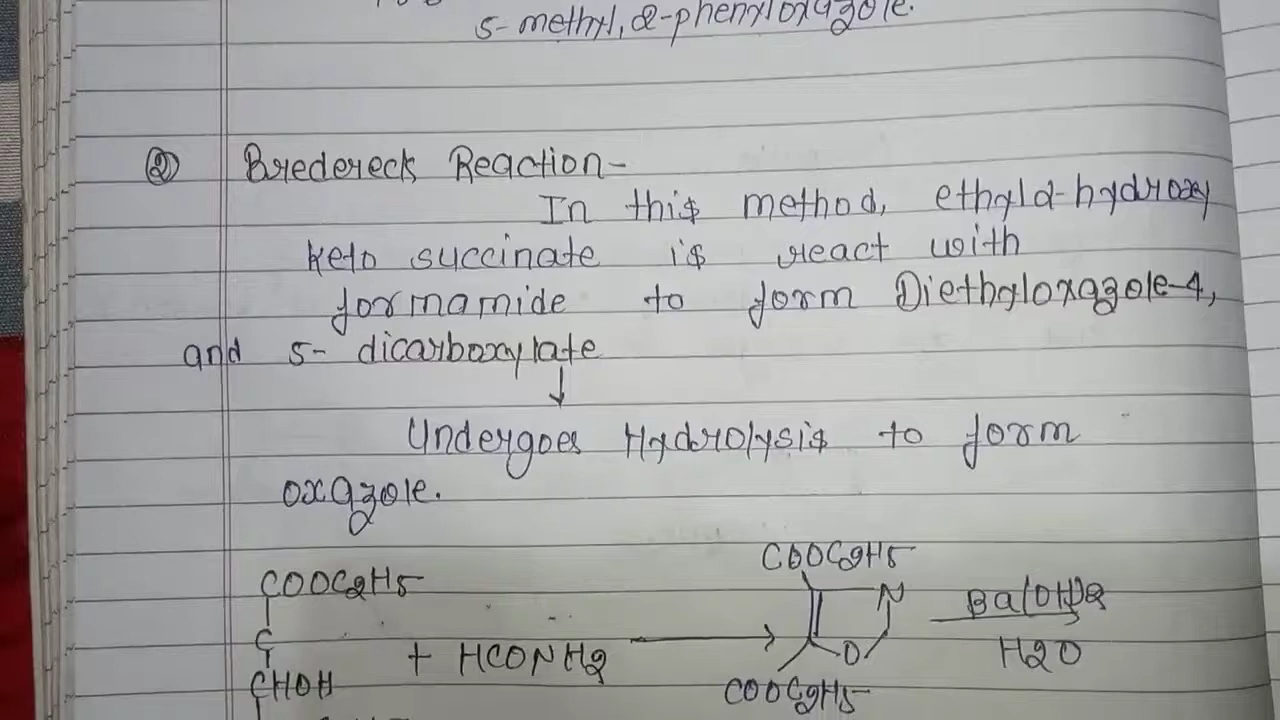 5-methyl, 2-phenyloxazole.
② Bredereck Reaction-
In this method, ethyl α-hydroxy
keto succinate is react with
formamide to form Diethyloxazole-4,
and 5- dicarboxylate
↓
Undergoes Hydrolysis to form
oxazole.
COOC2H5
C
CHOH
+ HCONH2
COOC2H5
N
O
COOC2H5
Ba(OH)2
H2O